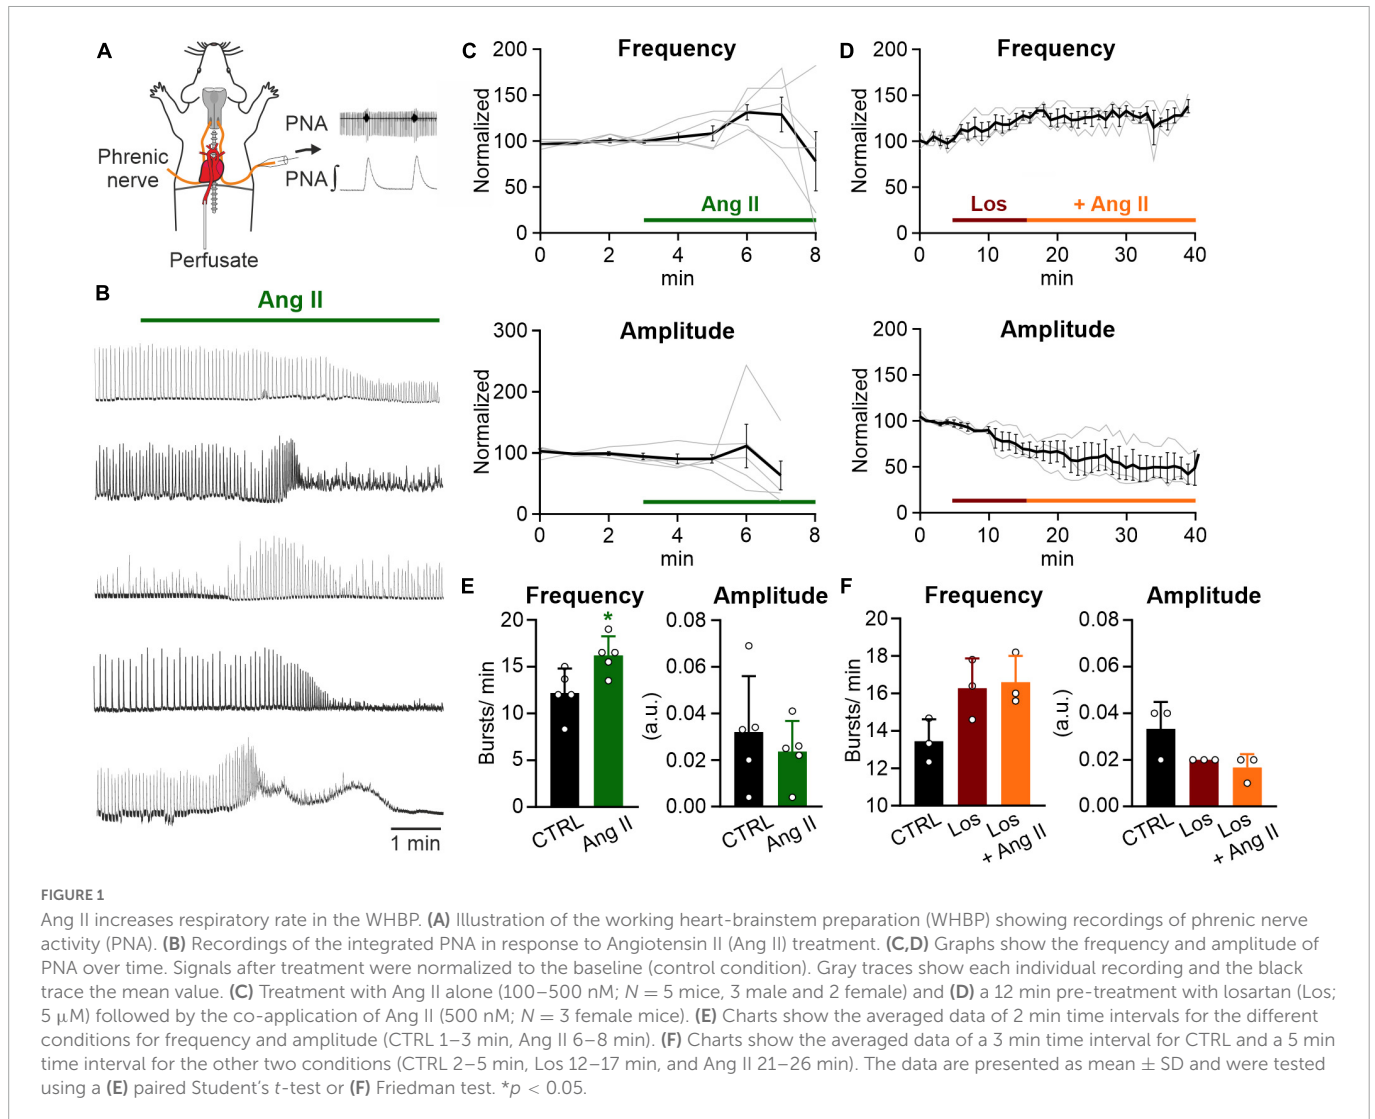 A
PNA
Phrenic
nerve
PNA∫
Perfusate
B
Ang II
1 min
C
Frequency
Normalized
200
150
100
50
0
Ang II
0 2 4 6 8
min
Amplitude
Normalized
300
200
100
0
0 2 4 6 8
min
D
Frequency
Normalized
200
150
100
50
0
Los + Ang II
0 10 20 30 40
min
Amplitude
Normalized
200
150
100
50
0
0 10 20 30 40
min
E
Frequency
Bursts/ min
20
15
10
5
0
*
CTRL
Ang II
Amplitude
(a.u.)
0.08
0.06
0.04
0.02
0.00
CTRL
Ang II
F
Frequency
Bursts/ min
20
18
16
14
12
10
CTRL
Los
Los
+ Ang II
Amplitude
(a.u.)
0.08
0.06
0.04
0.02
0.00
CTRL
Los
Los
+ Ang II
FIGURE 1
Ang II increases respiratory rate in the WHBP. (A) Illustration of the working heart-brainstem preparation (WHBP) showing recordings of phrenic nerve
activity (PNA). (B) Recordings of the integrated PNA in response to Angiotensin II (Ang II) treatment. (C,D) Graphs show the frequency and amplitude of
PNA over time. Signals after treatment were normalized to the baseline (control condition). Gray traces show each individual recording and the black
trace the mean value. (C) Treatment with Ang II alone (100–500 nM; N = 5 mice, 3 male and 2 female) and (D) a 12 min pre-treatment with losartan (Los;
5 μM) followed by the co-application of Ang II (500 nM; N = 3 female mice). (E) Charts show the averaged data of 2 min time intervals for the different
conditions for frequency and amplitude (CTRL 1–3 min, Ang II 6–8 min). (F) Charts show the averaged data of a 3 min time interval for CTRL and a 5 min
time interval for the other two conditions (CTRL 2–5 min, Los 12–17 min, and Ang II 21–26 min). The data are presented as mean ± SD and were tested
using a (E) paired Student's t-test or (F) Friedman test. *p < 0.05.